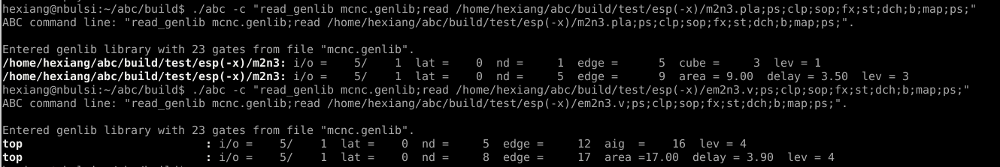 hexiang@nbulsi:~/abc/build$ ./abc -c "read_genlib mcnc.genlib;read /home/hexiang/abc/build/test/esp(-x)/m2n3.pla;ps;clp;sop;fx;st;dch;b;map;ps;"
ABC command line: "read_genlib mcnc.genlib;read /home/hexiang/abc/build/test/esp(-x)/m2n3.pla;ps;clp;sop;fx;st;dch;b;map;ps;".
Entered genlib library with 23 gates from file "mcnc.genlib".
/home/hexiang/abc/build/test/esp(-x)/m2n3: i/o = 5/ 1 lat = 0 nd = 1 edge = 5 cube = 3 lev = 1
/home/hexiang/abc/build/test/esp(-x)/m2n3: i/o = 5/ 1 lat = 0 nd = 5 edge = 9 area = 9.00 delay = 3.50 lev = 3
hexiang@nbulsi:~/abc/build$ ./abc -c "read_genlib mcnc.genlib;read /home/hexiang/abc/build/test/esp(-x)/em2n3.v;ps;clp;sop;fx;st;dch;b;map;ps;"
ABC command line: "read_genlib mcnc.genlib;read /home/hexiang/abc/build/test/esp(-x)/em2n3.v;ps;clp;sop;fx;st;dch;b;map;ps;".
Entered genlib library with 23 gates from file "mcnc.genlib".
top : i/o = 5/ 1 lat = 0 nd = 5 edge = 12 aig = 16 lev = 4
top : i/o = 5/ 1 lat = 0 nd = 8 edge = 17 area =17.00 delay = 3.90 lev = 4